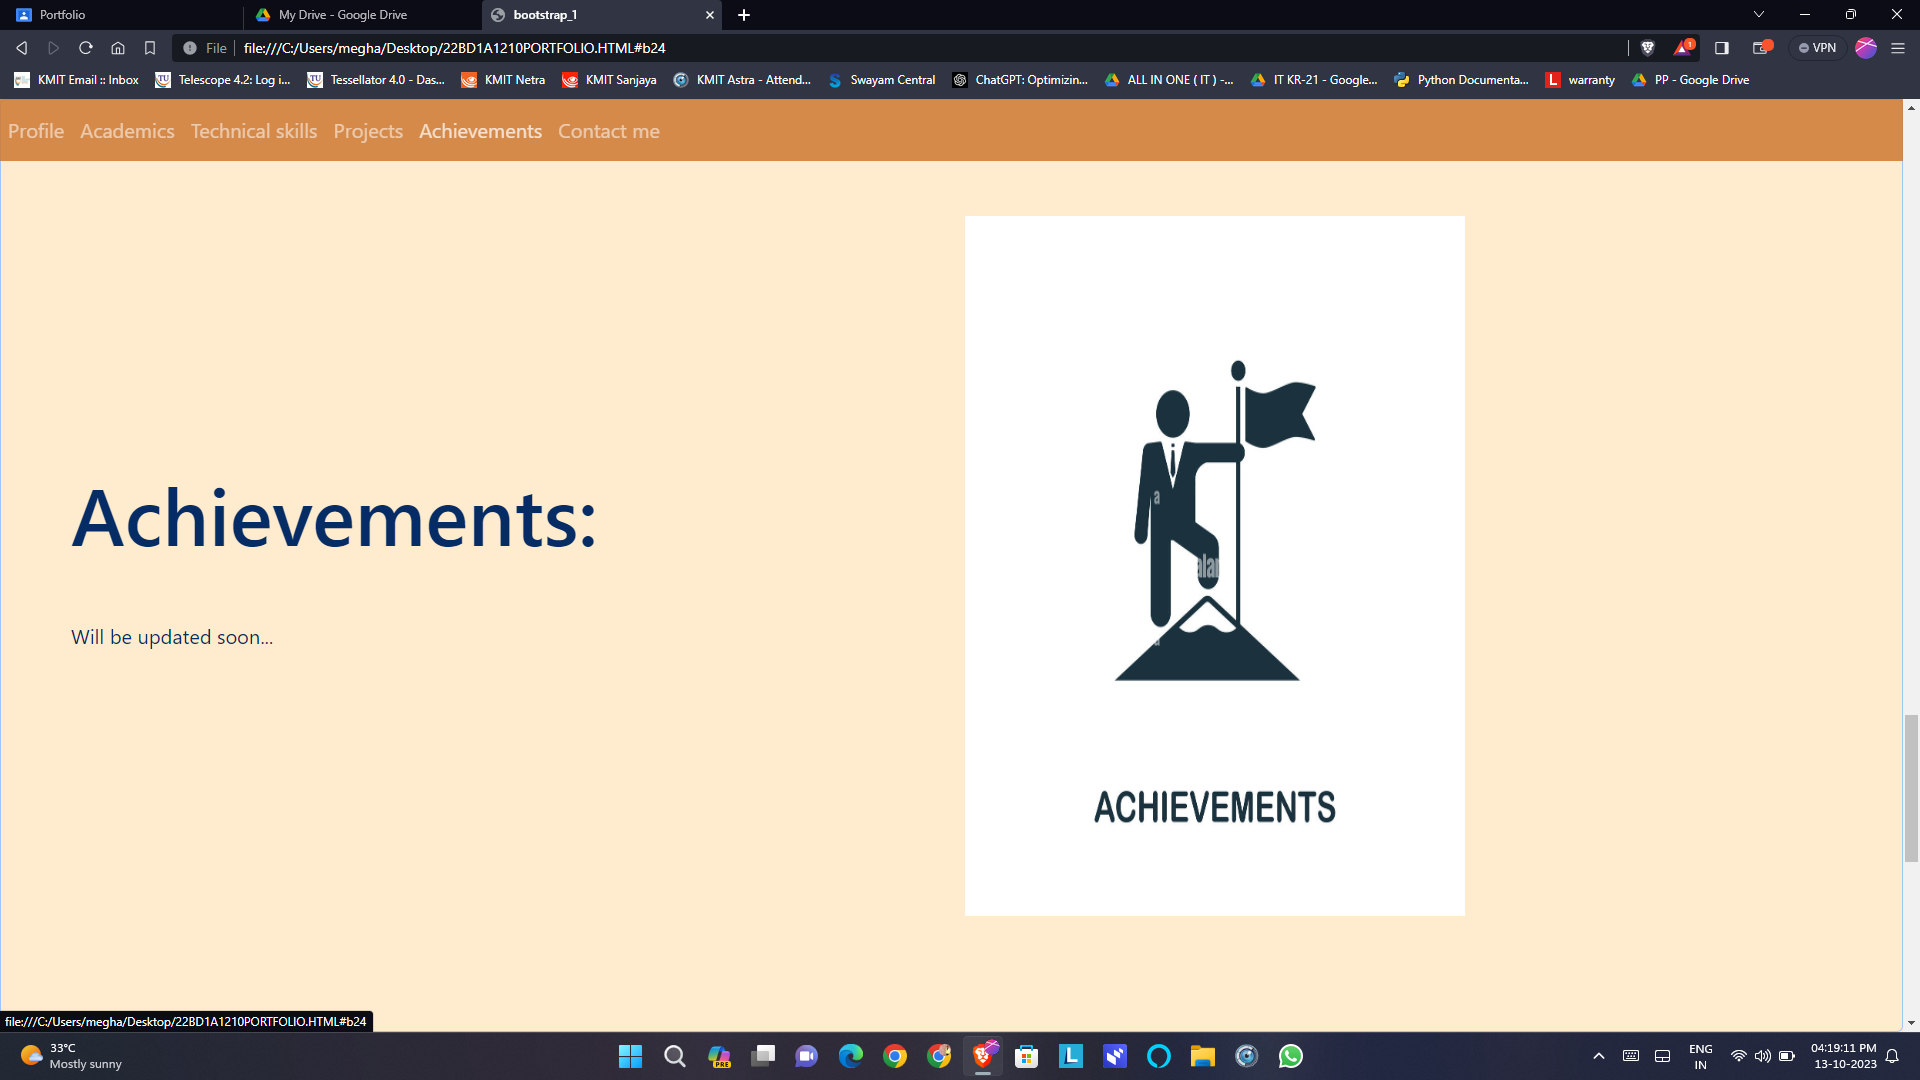 Portfolio
My Drive - Google Drive
bootstrap_1
File
file:///C:/Users/megha/Desktop/22BD1A1210PORTFOLIO.HTML#b24
1
VPN
KMIT Email :: Inbox
Telescope 4.2: Log i...
Tessellator 4.0 - Das...
KMIT Netra
KMIT Sanjaya
KMIT Astra - Attend...
Swayam Central
ChatGPT: Optimizin...
ALL IN ONE ( IT ) -...
IT KR-21 - Google...
Python Documenta...
L
warranty
PP - Google Drive
Profile
Academics
Technical skills
Projects
Achievements
Contact me
Achievements:
Will be updated soon...
a
alar
a
ACHIEVEMENTS
file:///C:/Users/megha/Desktop/22BD1A1210PORTFOLIO.HTML#b24
33°C
Mostly sunny
PRE
L
ENG
IN
04:19:11 PM
13-10-2023